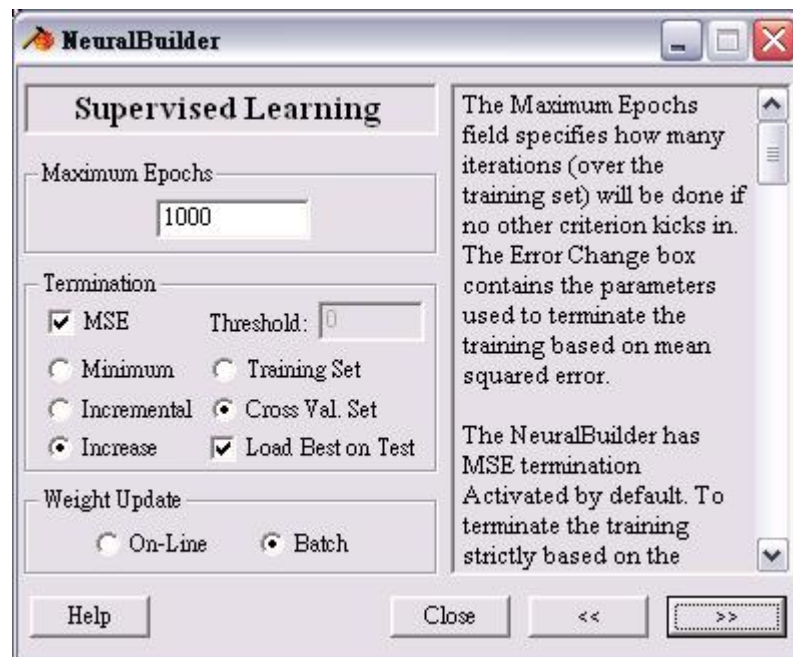 NeuralBuilder
Supervised Learning
Maximum Epochs
1000
Termination
MSE Threshold: 0
Minimum Training Set
Incremental Cross Val. Set
Increase Load Best on Test
Weight Update
On-Line Batch
The Maximum Epochs
field specifies how many
iterations (over the
training set) will be done if
no other criterion kicks in.
The Error Change box
contains the parameters
used to terminate the
training based on mean
squared error.
The NeuralBuilder has
MSE termination
Activated by default. To
terminate the training
strictly based on the
Help Close << >>